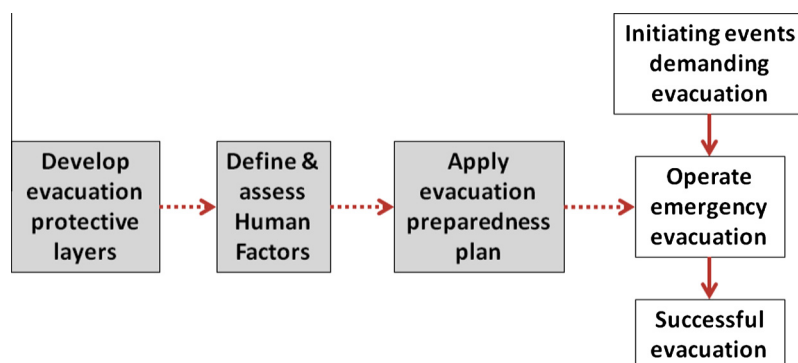 Initiating events
demanding
evacuation
Develop
evacuation
protective
layers
Define &
assess
Human
Factors
Apply
evacuation
preparedness
plan
Operate
emergency
evacuation
Successful
evacuation